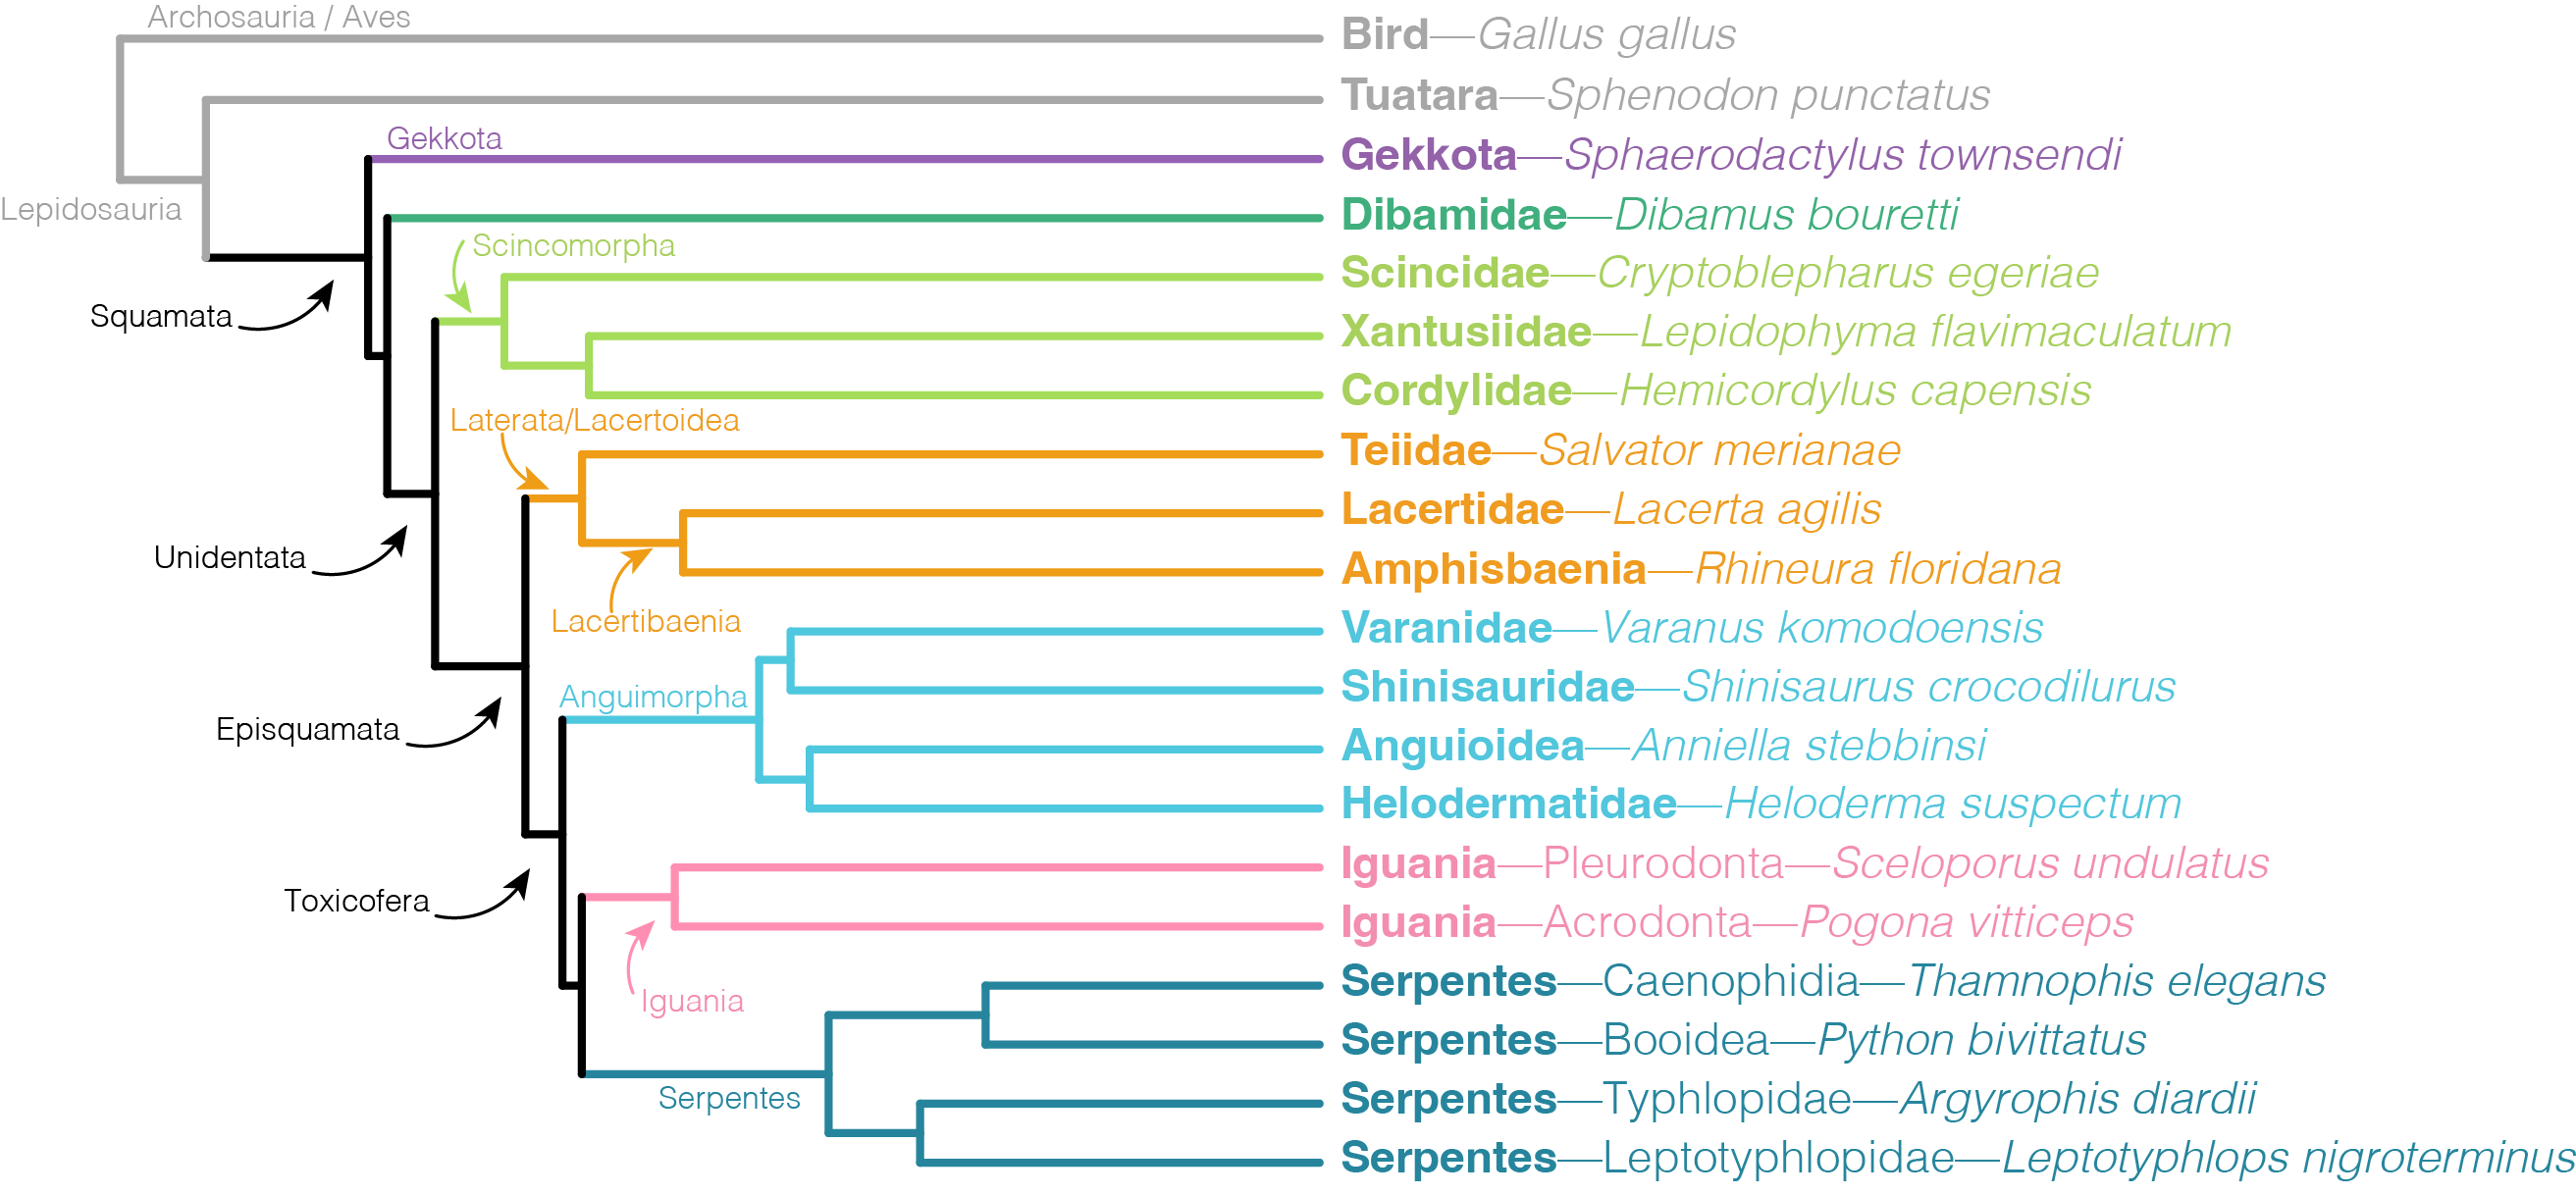 Archosauria / Aves
Bird—Gallus gallus
Tuatara—Sphenodon punctatus
Gekkota
Gekkota—Sphaerodactylus townsendi
Lepidosauria
Dibamidae—Dibamus bouretti
Scincomorpha
Scincidae—Cryptoblepharus egeriae
Squamata
Xantusiidae—Lepidophyma flavimaculatum
Cordylidae—Hemicordylus capensis
Laterata/Lacertoidea
Teiidae—Salvator merianae
Lacertidae—Lacerta agilis
Unidentata
Amphisbaenia—Rhineura floridana
Lacertibaenia
Varanidae—Varanus komodoensis
Shinisauridae—Shinisaurus crocodilurus
Anguimorpha
Episquamata
Anguioidea—Anniella stebbinsi
Helodermatidae—Heloderma suspectum
Iguania—Pleurodonta—Sceloporus undulatus
Toxicofera
Iguania—Acrodonta—Pogona vitticeps
Serpentes—Caenophidia—Thamnophis elegans
Iguania
Serpentes—Booidea—Python bivittatus
Serpentes
Serpentes—Typhlopidae—Argyrophis diardii
Serpentes—Leptotyphlopidae—Leptotyphlops nigroterminus